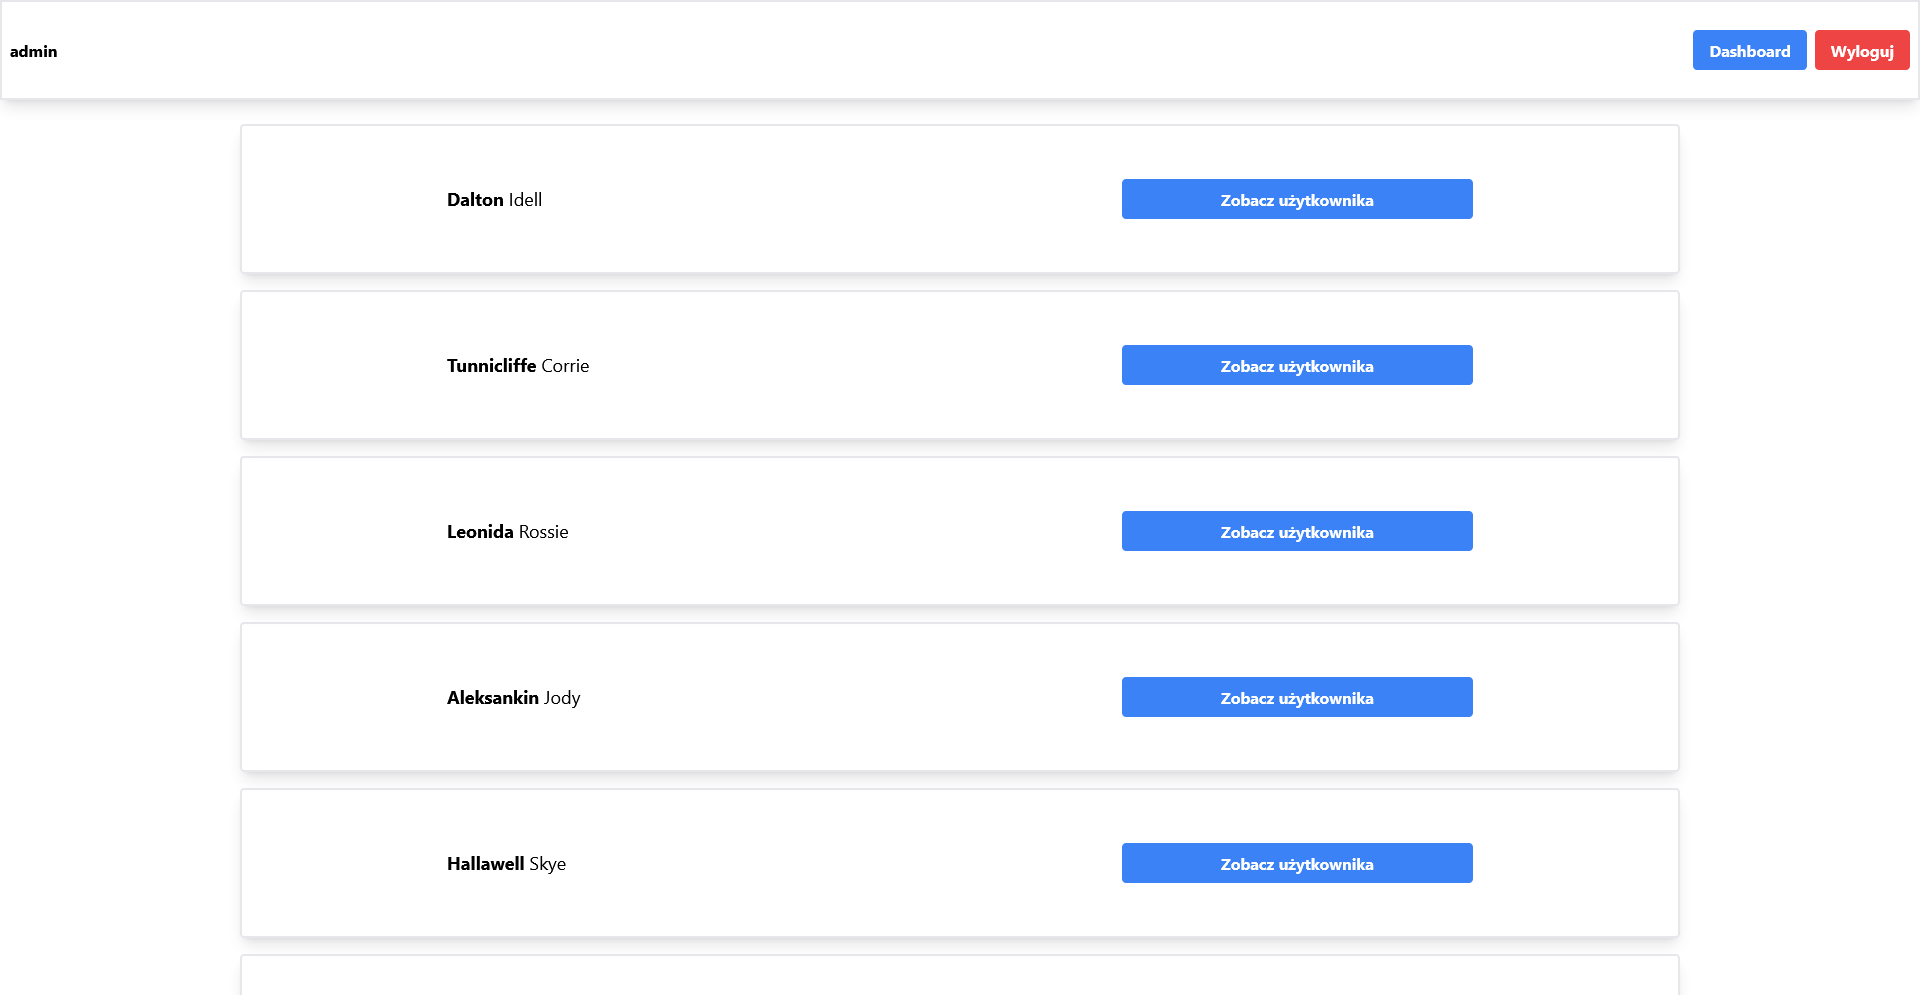 admin
Dashboard
Wyloguj
Dalton Idell
Zobacz użytkownika
Tunnicliffe Corrie
Zobacz użytkownika
Leonida Rossie
Zobacz użytkownika
Aleksankin Jody
Zobacz użytkownika
Hallawell Skye
Zobacz użytkownika